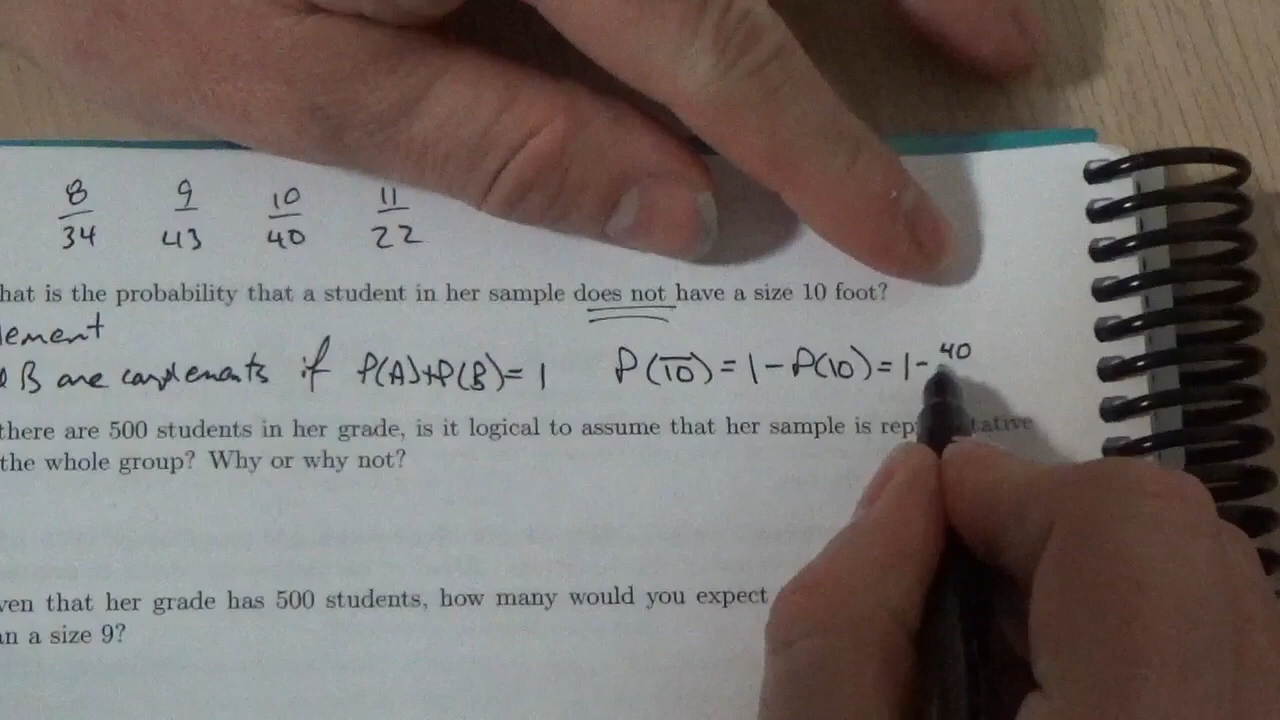 8 9 10 11
34 43 40 22
hat is the probability that a student in her sample does not have a size 10 foot?
lement
B are complements if P(A)+P(B)=1 P(10̅)=1-P(10)=1-40
there are 500 students in her grade, is it logical to assume that her sample is rep tative
the whole group? Why or why not?
ven that her grade has 500 students, how many would you expect
an a size 9?